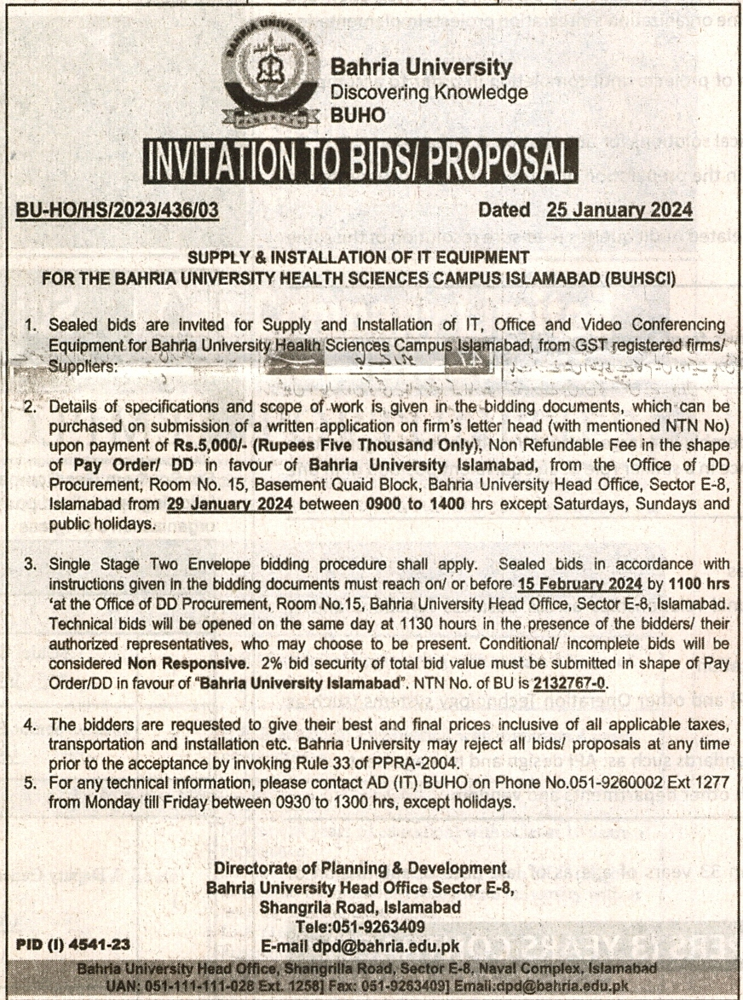 BAHRIA UNIVERSITY
PAKISTAN
Bahria University
Discovering Knowledge
BUHO
INVITATION TO BIDS/ PROPOSAL
BU-HO/HS/2023/436/03 Dated 25 January 2024
SUPPLY & INSTALLATION OF IT EQUIPMENT
FOR THE BAHRIA UNIVERSITY HEALTH SCIENCES CAMPUS ISLAMABAD (BUHSCI)
1. Sealed bids are invited for Supply and Installation of IT, Office and Video Conferencing
Equipment for Bahria University Health Sciences Campus Islamabad, from GST registered firms/
Suppliers:
2. Details of specifications and scope of work is given in the bidding documents, which can be
purchased on submission of a written application on firm's letter head (with mentioned NTN No)
upon payment of Rs.5,000/- (Rupees Five Thousand Only), Non Refundable Fee in the shape
of Pay Order/ DD in favour of Bahria University Islamabad, from the 'Office of DD
Procurement, Room No. 15, Basement Quaid Block, Bahria University Head Office, Sector E-8,
Islamabad from 29 January 2024 between 0900 to 1400 hrs except Saturdays, Sundays and
public holidays.
3. Single Stage Two Envelope bidding procedure shall apply. Sealed bids in accordance with
instructions given in the bidding documents must reach on/ or before 15 February 2024 by 1100 hrs
'at the Office of DD Procurement, Room No.15, Bahria University Head Office, Sector E-8, Islamabad.
Technical bids will be opened on the same day at 1130 hours in the presence of the bidders/ their
authorized representatives, who may choose to be present. Conditional/ incomplete bids will be
considered Non Responsive. 2% bid security of total bid value must be submitted in shape of Pay
Order/DD in favour of "Bahria University Islamabad". NTN No. of BU is 2132767-0.
4. The bidders are requested to give their best and final prices inclusive of all applicable taxes,
transportation and installation etc. Bahria University may reject all bids/ proposals at any time
prior to the acceptance by invoking Rule 33 of PPRA-2004.
5. For any technical information, please contact AD (IT) BUHO on Phone No.051-9260002 Ext 1277
from Monday till Friday between 0930 to 1300 hrs, except holidays.
Directorate of Planning & Development
Bahria University Head Office Sector E-8,
Shangrila Road, Islamabad
Tele:051-9263409
PID (I) 4541-23 E-mail dpd@bahria.edu.pk
Bahria University Head Office, Shangrilla Road, Sector E-8, Naval Complex, Islamabad
UAN: 051-111-111-028 Ext. 1258] Fax: 051-9263409] Email:dpd@bahria.edu.pk